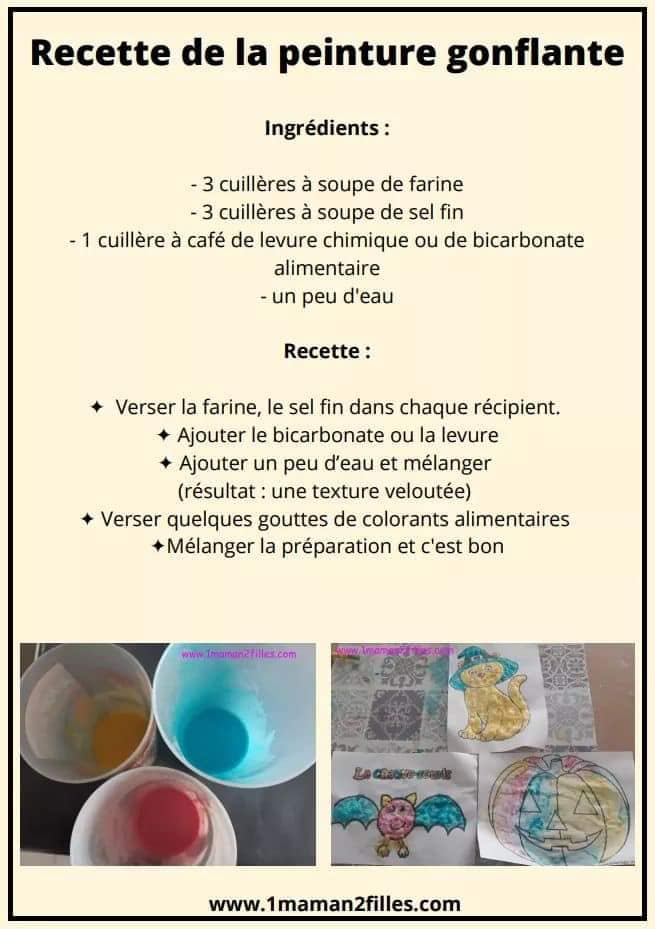 Recette de la peinture gonflante
Ingrédients :
- 3 cuillères à soupe de farine
- 3 cuillères à soupe de sel fin
- 1 cuillère à café de levure chimique ou de bicarbonate
alimentaire
- un peu d'eau
Recette :
✦ Verser la farine, le sel fin dans chaque récipient.
✦ Ajouter le bicarbonate ou la levure
✦ Ajouter un peu d’eau et mélanger
(résultat : une texture veloutée)
✦ Verser quelques gouttes de colorants alimentaires
✦Mélanger la préparation et c'est bon
www.1maman2filles.com
www.1maman2filles.com
La chauve-souris
www.1maman2filles.com